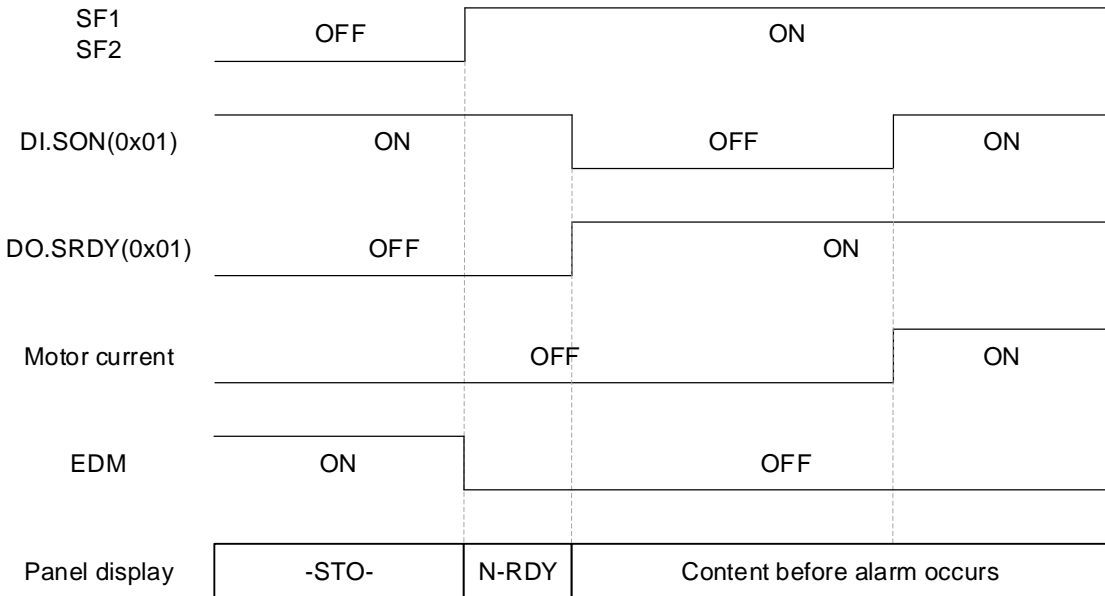 SF1
SF2
OFF
ON
DI.SON(0x01)
ON
OFF
ON
DO.SRDY(0x01)
OFF
ON
Motor current
OFF
ON
EDM
ON
OFF
Panel display
-STO-
N-RDY
Content before alarm occurs